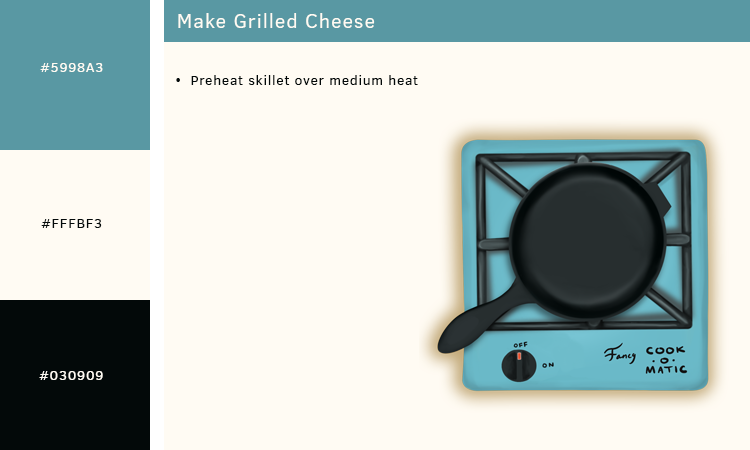 #5998A3
#FFFBF3
#030909
Make Grilled Cheese
• Preheat skillet over medium heat
OFF
ON
Fancy COOK
·O·
MATIC